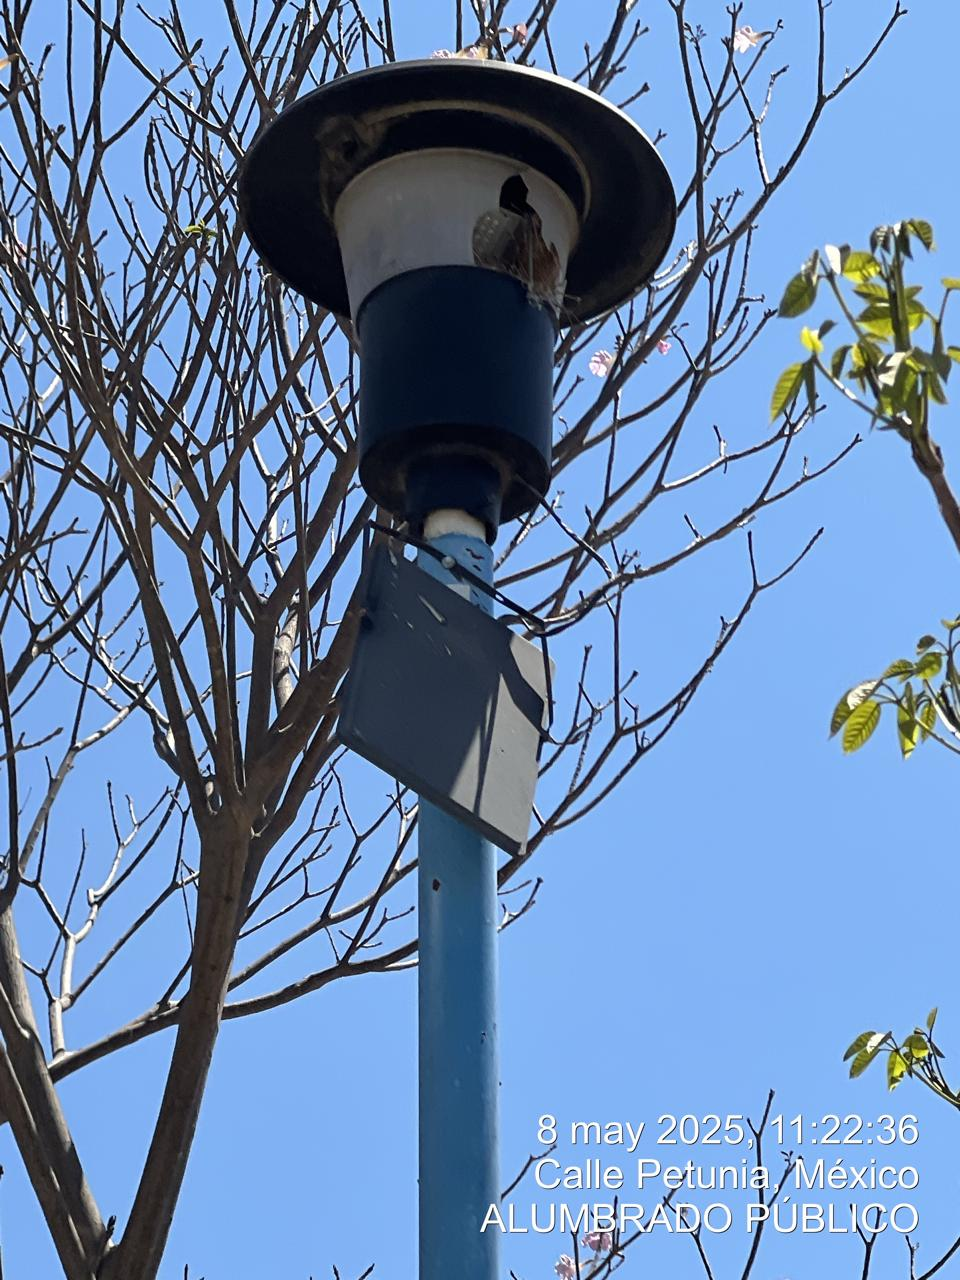 8 may 2025, 11:22:36
Calle Petunia, México
ALUMBRADO PÚBLICO